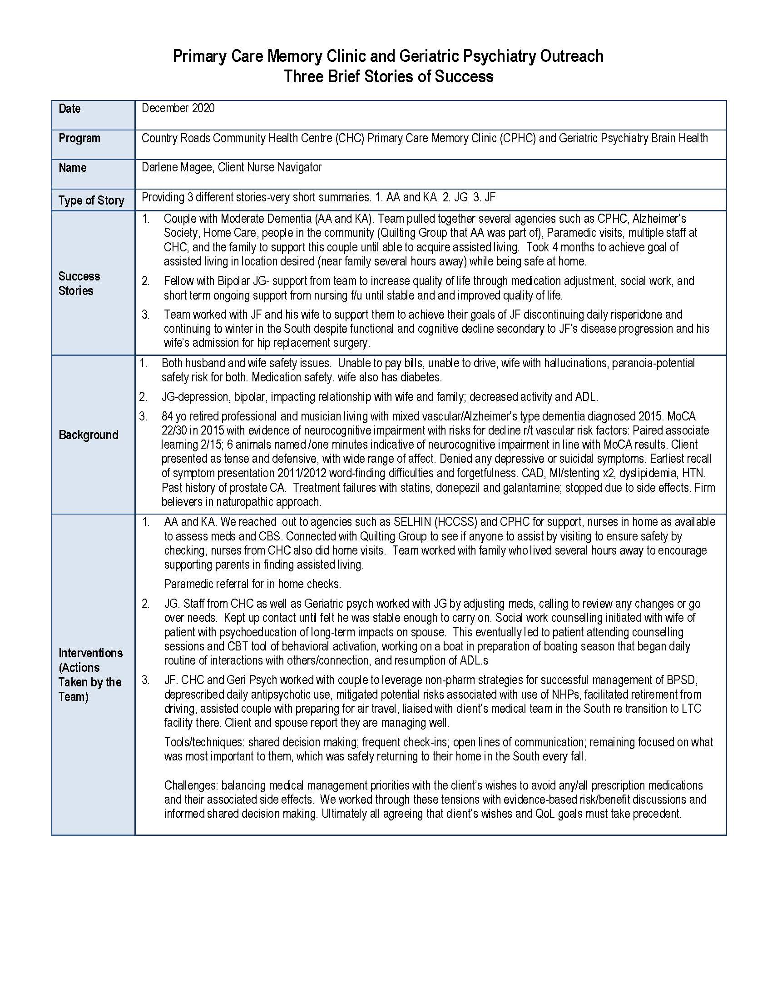 Primary Care Memory Clinic and Geriatric Psychiatry Outreach
Three Brief Stories of Success
Date
December 2020
Program
Country Roads Community Health Centre (CHC) Primary Care Memory Clinic (CPHC) and Geriatric Psychiatry Brain Health
Name
Darlene Magee, Client Nurse Navigator
Type of Story
Providing 3 different stories-very short summaries. 1. AA and KA 2. JG 3. JF
Success
Stories
1. Couple with Moderate Dementia (AA and KA). Team pulled together several agencies such as CPHC, Alzheimer's
Society, Home Care, people in the community (Quilting Group that AA was part of), Paramedic visits, multiple staff at
CHC, and the family to support this couple until able to acquire assisted living. Took 4 months to achieve goal of
assisted living in location desired (near family several hours away) while being safe at home.
2. Fellow with Bipolar JG- support from team to increase quality of life through medication adjustment, social work, and
short term ongoing support from nursing f/u until stable and and improved quality of life.
3. Team worked with JF and his wife to support them to achieve their goals of JF discontinuing daily risperidone and
continuing to winter in the South despite functional and cognitive decline secondary to JF's disease progression and his
wife's admission for hip replacement surgery.
Background
1. Both husband and wife safety issues. Unable to pay bills, unable to drive, wife with hallucinations, paranoia-potential
safety risk for both. Medication safety. wife also has diabetes.
2. JG-depression, bipolar, impacting relationship with wife and family; decreased activity and ADL.
3. 84 yo retired professional and musician living with mixed vascular/Alzheimer's type dementia diagnosed 2015. MoCA
22/30 in 2015 with evidence of neurocognitive impairment with risks for decline r/t vascular risk factors: Paired associate
learning 2/15; 6 animals named /one minutes indicative of neurocognitive impairment in line with MoCA results. Client
presented as tense and defensive, with wide range of affect. Denied any depressive or suicidal symptoms. Earliest recall
of symptom presentation 2011/2012 word-finding difficulties and forgetfulness. CAD, MI/stenting x2, dyslipidemia, HTN.
Past history of prostate CA. Treatment failures with statins, donepezil and galantamine; stopped due to side effects. Firm
believers in naturopathic approach.
Interventions
(Actions
Taken by the
Team)
1. AA and KA. We reached out to agencies such as SELHIN (HCCSS) and CPHC for support, nurses in home as available
to assess meds and CBS. Connected with Quilting Group to see if anyone to assist by visiting to ensure safety by
checking, nurses from CHC also did home visits. Team worked with family who lived several hours away to encourage
supporting parents in finding assisted living.
Paramedic referral for in home checks.
2. JG. Staff from CHC as well as Geriatric psych worked with JG by adjusting meds, calling to review any changes or go
over needs. Kept up contact until felt he was stable enough to carry on. Social work counselling initiated with wife of
patient with psychoeducation of long-term impacts on spouse. This eventually led to patient attending counselling
sessions and CBT tool of behavioral activation, working on a boat in preparation of boating season that began daily
routine of interactions with others/connection, and resumption of ADL.s
3. JF. CHC and Geri Psych worked with couple to leverage non-pharm strategies for successful management of BPSD,
deprescribed daily antipsychotic use, mitigated potential risks associated with use of NHPs, facilitated retirement from
driving, assisted couple with preparing for air travel, liaised with client's medical team in the South re transition to LTC
facility there. Client and spouse report they are managing well.
Tools/techniques: shared decision making; frequent check-ins; open lines of communication; remaining focused on what
was most important to them, which was safely returning to their home in the South every fall.
Challenges: balancing medical management priorities with the client's wishes to avoid any/all prescription medications
and their associated side effects. We worked through these tensions with evidence-based risk/benefit discussions and
informed shared decision making. Ultimately all agreeing that client's wishes and QoL goals must take precedent.